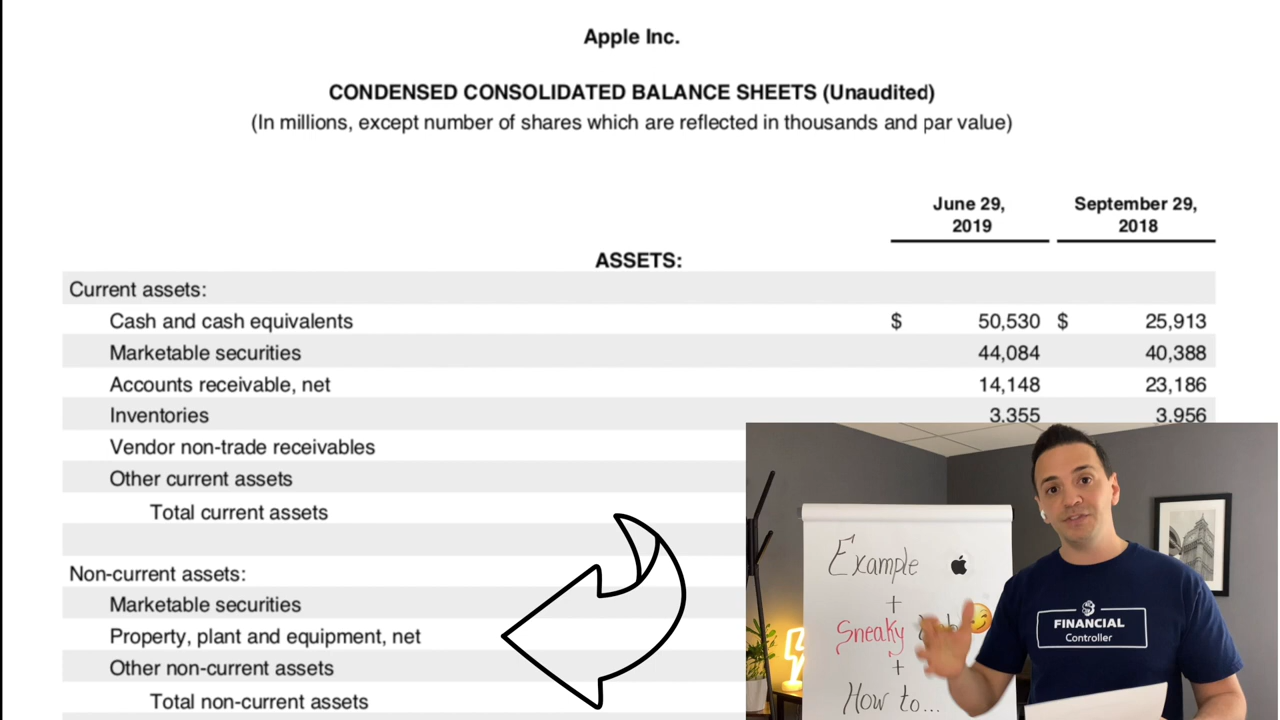 Apple Inc.
CONDENSED CONSOLIDATED BALANCE SHEETS (Unaudited)
(In millions, except number of shares which are reflected in thousands and par value)
June 29, September 29,
2019 2018
ASSETS:
Current assets:
Cash and cash equivalents $ 50,530 $ 25,913
Marketable securities 44,084 40,388
Accounts receivable, net 14,148 23,186
Inventories 3,355 3,956
Vendor non-trade receivables
Other current assets
Total current assets
Non-current assets:
Marketable securities
Property, plant and equipment, net
Other non-current assets
Total non-current assets
Example
+
Sneaky
+
How to...
$
FINANCIAL
Controller